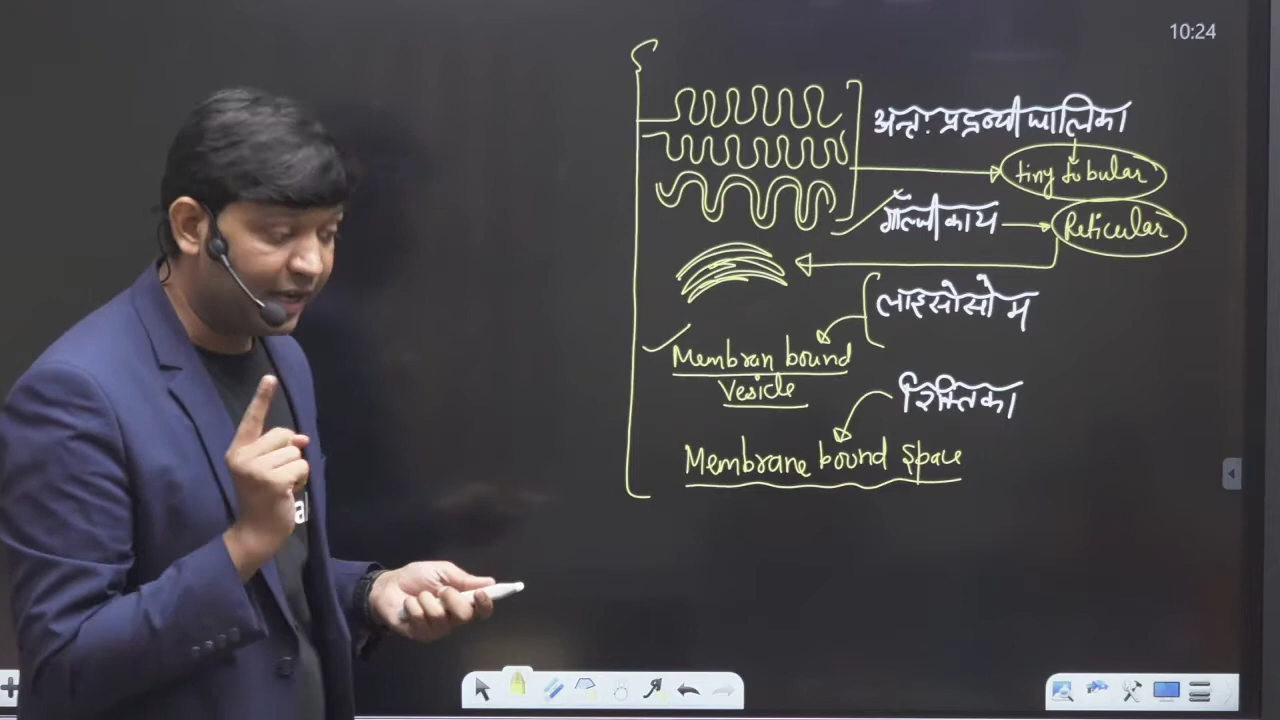 10:24
अन्तः प्रद्रव्यी जालिका
tiny tubular
गॉल्जीकाय
Reticular
लाइसोसोम
Membran bound
Vesicle
रिक्तिका
Membrane bound space